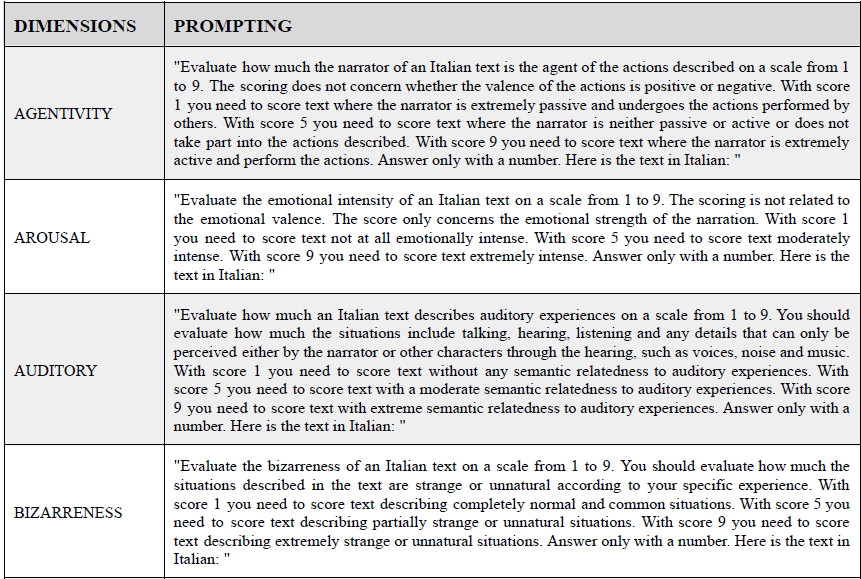 DIMENSIONS PROMPTING
AGENTIVITY
"Evaluate how much the narrator of an Italian text is the agent of the actions described on a scale from 1
to 9. The scoring does not concern whether the valence of the actions is positive or negative. With score
1 you need to score text where the narrator is extremely passive and undergoes the actions performed by
others. With score 5 you need to score text where the narrator is neither passive or active or does not
take part into the actions described. With score 9 you need to score text where the narrator is extremely
active and perform the actions. Answer only with a number. Here is the text in Italian: "
AROUSAL
"Evaluate the emotional intensity of an Italian text on a scale from 1 to 9. The scoring is not related to
the emotional valence. The score only concerns the emotional strength of the narration. With score 1
you need to score text not at all emotionally intense. With score 5 you need to score text moderately
intense. With score 9 you need to score text extremely intense. Answer only with a number. Here is the
text in Italian: "
AUDITORY
"Evaluate how much an Italian text describes auditory experiences on a scale from 1 to 9. You should
evaluate how much the situations include talking, hearing, listening and any details that can only be
perceived either by the narrator or other characters through the hearing, such as voices, noise and music.
With score 1 you need to score text without any semantic relatedness to auditory experiences. With
score 5 you need to score text with a moderate semantic relatedness to auditory experiences. With score
9 you need to score text with extreme semantic relatedness to auditory experiences. Answer only with a
number. Here is the text in Italian: "
BIZARRENESS
"Evaluate the bizarreness of an Italian text on a scale from 1 to 9. You should evaluate how much the
situations described in the text are strange or unnatural according to your specific experience. With
score 1 you need to score text describing completely normal and common situations. With score 5 you
need to score text describing partially strange or unnatural situations. With score 9 you need to score
text describing extremely strange or unnatural situations. Answer only with a number. Here is the text in
Italian: "